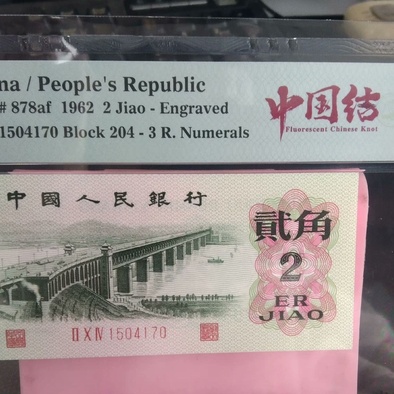 na / People's Republic
# 878af 1962 2 Jiao - Engraved
1504170 Block 204 - 3 R. Numerals
中国结
Fluorescent Chinese Knot
中國人民銀行
貳角
2
ER
JIAO
ⅡⅩⅣ 1504170